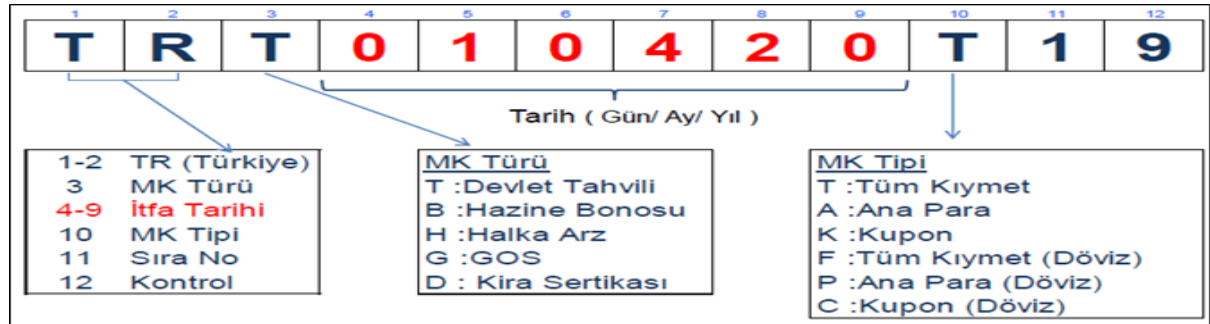 1 2 3 4 5 6 7 8 9 10 11 12
T R T 0 1 0 4 2 0 T 1 9
Tarih ( Gün/ Ay/ Yıl )
1-2 TR (Türkiye)
3 MK Türü
4-9 İtfa Tarihi
10 MK Tipi
11 Sıra No
12 Kontrol
MK Türü
T :Devlet Tahvili
B :Hazine Bonosu
H :Halka Arz
G :GOS
D : Kira Sertikası
MK Tipi
T :Tüm Kıymet
A :Ana Para
K :Kupon
F :Tüm Kıymet (Döviz)
P :Ana Para (Döviz)
C :Kupon (Döviz)